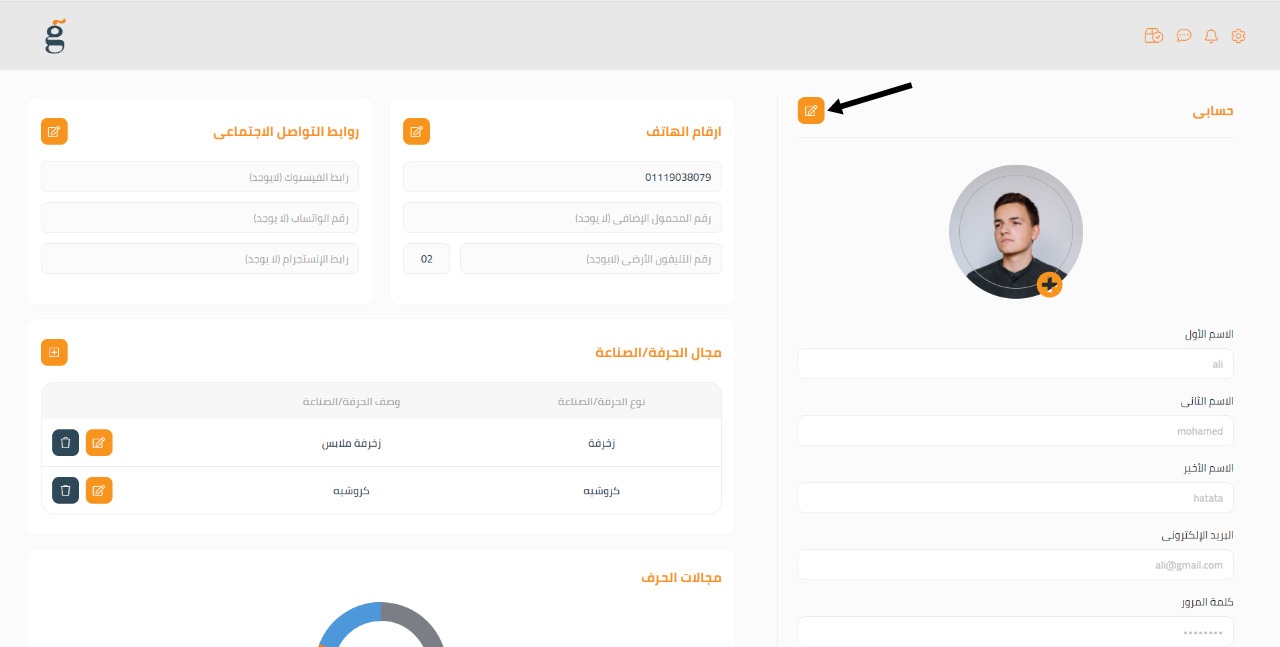 g
حسابى
الاسم الأول
ali
الاسم الثانى
mohamed
الاسم الأخير
hatata
البريد الإلكترونى
ali@gmail.com
كلمة المرور
••••••••
ارقام الهاتف
01119038079
رقم المحمول الإضافى (لا يوجد)
رقم التليفون الأرضى (لايوجد)
02
روابط التواصل الاجتماعى
رابط الفيسبوك (لايوجد)
رقم الواتساب (لا يوجد)
رابط الإنستجرام (لا يوجد)
مجال الحرفة/الصناعة
نوع الحرفة/الصناعة وصف الحرفة/الصناعة
زخرفة زخرفة ملابس
كروشيه كروشيه
مجالات الحرف